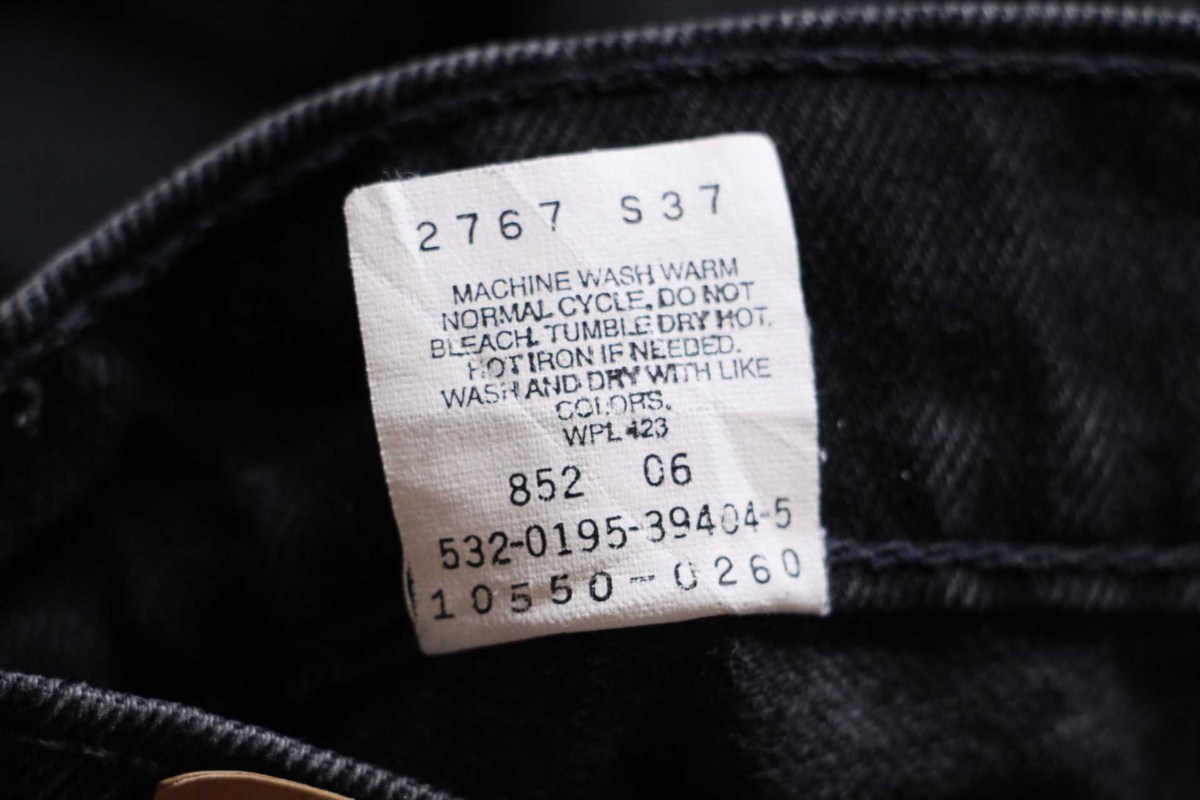 2767 S37
MACHINE WASH WARM
NORMAL CYCLE. DO NOT
BLEACH. TUMBLE DRY HOT.
HOT IRON IF NEEDED.
WASH AND DRY WITH LIKE
COLORS.
WPL 423
852 06
532-0195-39404-5
10550-0260